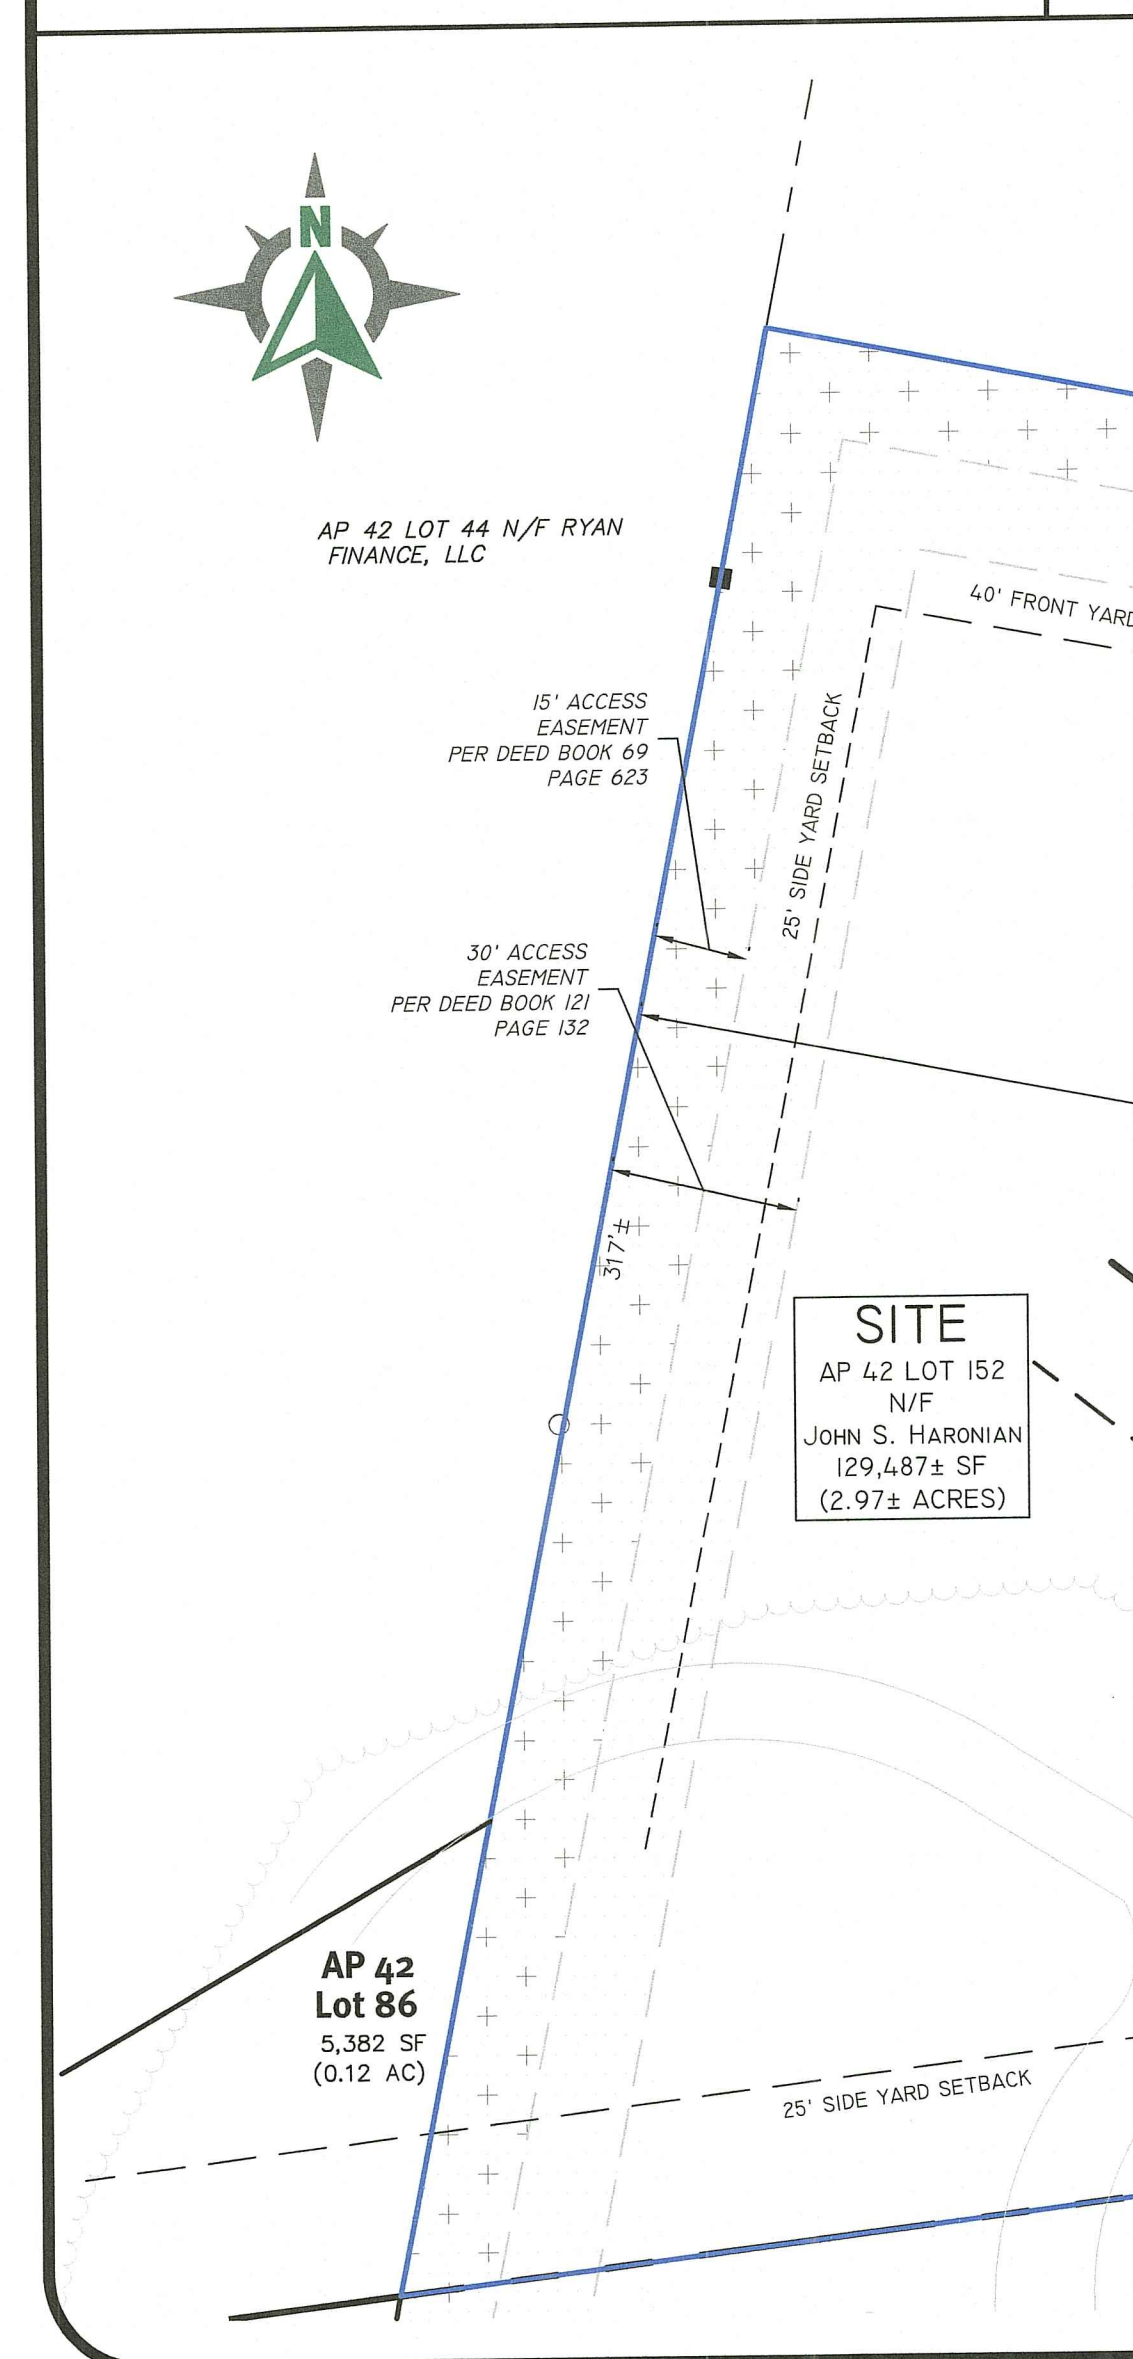 N
AP 42 LOT 44 N/F RYAN
FINANCE, LLC
40' FRONT YARD
15' ACCESS
EASEMENT
PER DEED BOOK 69
PAGE 623
25' SIDE YARD SETBACK
30' ACCESS
EASEMENT
PER DEED BOOK 121
PAGE 132
317'±
SITE
AP 42 LOT 152
N/F
JOHN S. HARONIAN
129,487± SF
(2.97± ACRES)
AP 42
Lot 86
5,382 SF
(0.12 AC)
25' SIDE YARD SETBACK